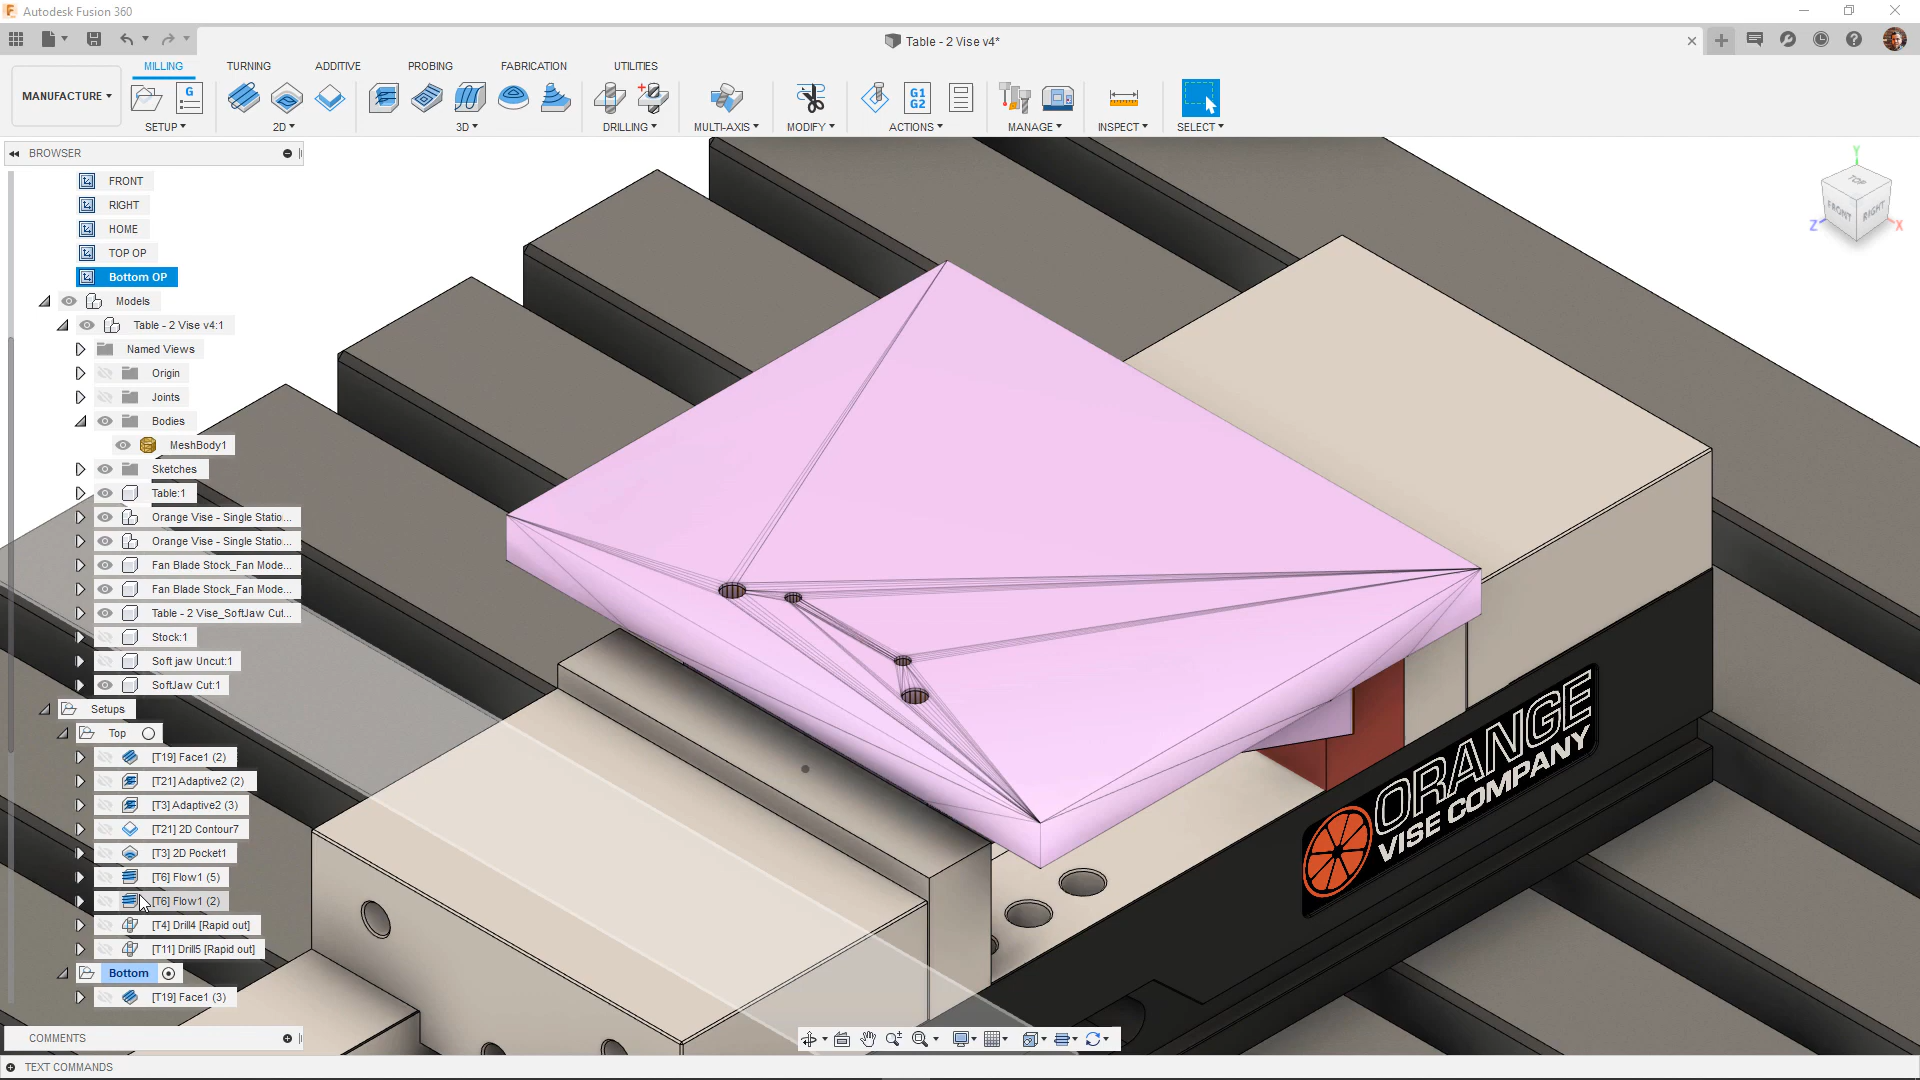 Autodesk Fusion 360
Table - 2 Vise v4*
MANUFACTURE
MILLING
TURNING
ADDITIVE
PROBING
FABRICATION
UTILITIES
G
G1
G2
SETUP
2D
3D
DRILLING
MULTI-AXIS
MODIFY
ACTIONS
MANAGE
INSPECT
SELECT
BROWSER
FRONT
RIGHT
HOME
TOP OP
Bottom OP
Models
Table - 2 Vise v4:1
Named Views
Origin
Joints
Bodies
MeshBody1
Sketches
Table:1
Orange Vise - Single Statio...
Orange Vise - Single Statio...
Fan Blade Stock_Fan Mode...
Fan Blade Stock_Fan Mode...
Table - 2 Vise_SoftJaw Cut...
Stock:1
Soft jaw Uncut:1
SoftJaw Cut:1
Setups
Top
[T19] Face1 (2)
[T21] Adaptive2 (2)
[T3] Adaptive2 (3)
[T21] 2D Contour7
[T3] 2D Pocket1
[T6] Flow1 (5)
[T6] Flow1 (2)
[T4] Drill4 [Rapid out]
[T11] Drill5 [Rapid out]
Bottom
[T19] Face1 (3)
COMMENTS
TEXT COMMANDS
Y
TOP
FRONT
RIGHT
Z
X
ORANGE
VISE COMPANY